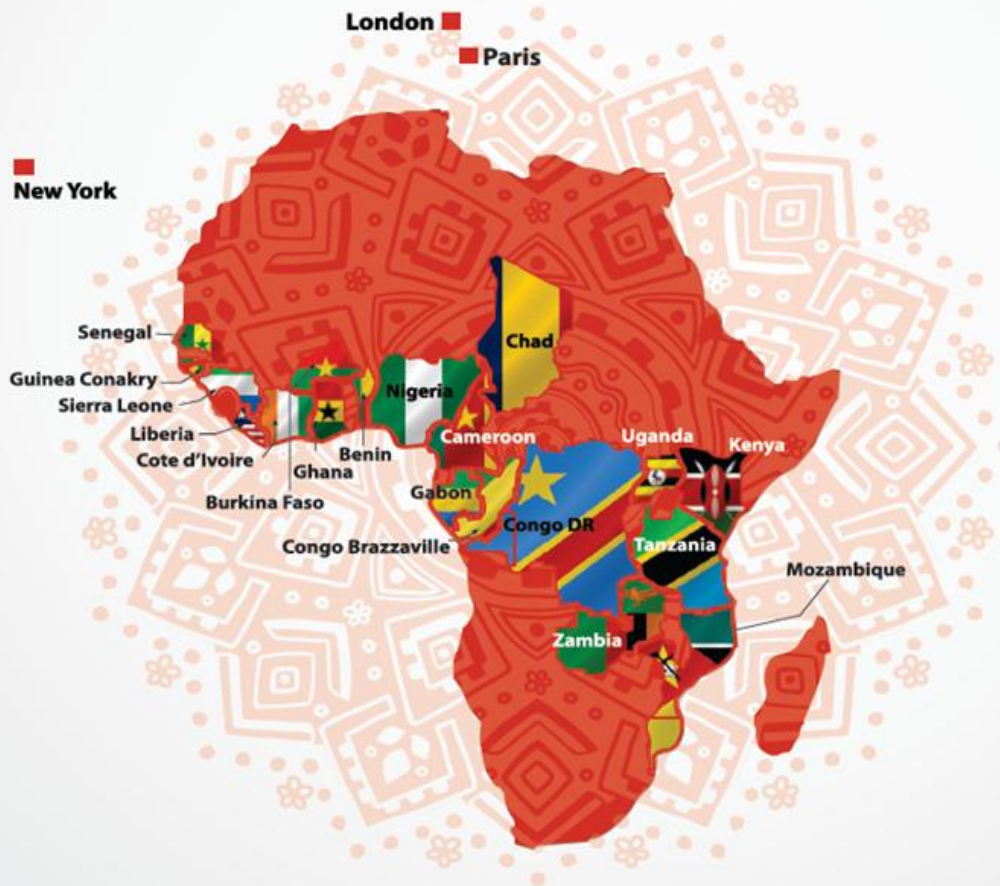 London
Paris
New York
Senegal
Chad
Guinea Conakry
Nigeria
Sierra Leone
Liberia
Cameroon
Uganda
Kenya
Cote d’Ivoire
Benin
Ghana
Gabon
Burkina Faso
Congo DR
Congo Brazzaville
Tanzania
Mozambique
Zambia